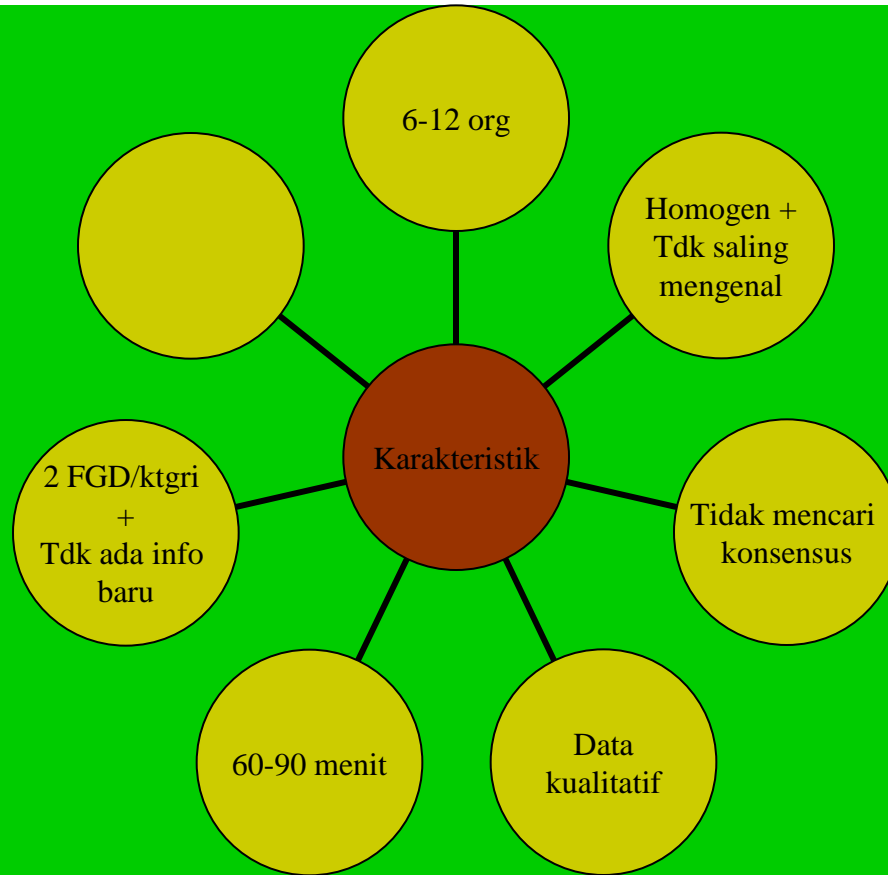 6-12 org
Homogen +
Tdk saling
mengenal
Karakteristik
2 FGD/ktgri
+
Tdk ada info
baru
Tidak mencari
konsensus
60-90 menit
Data
kualitatif